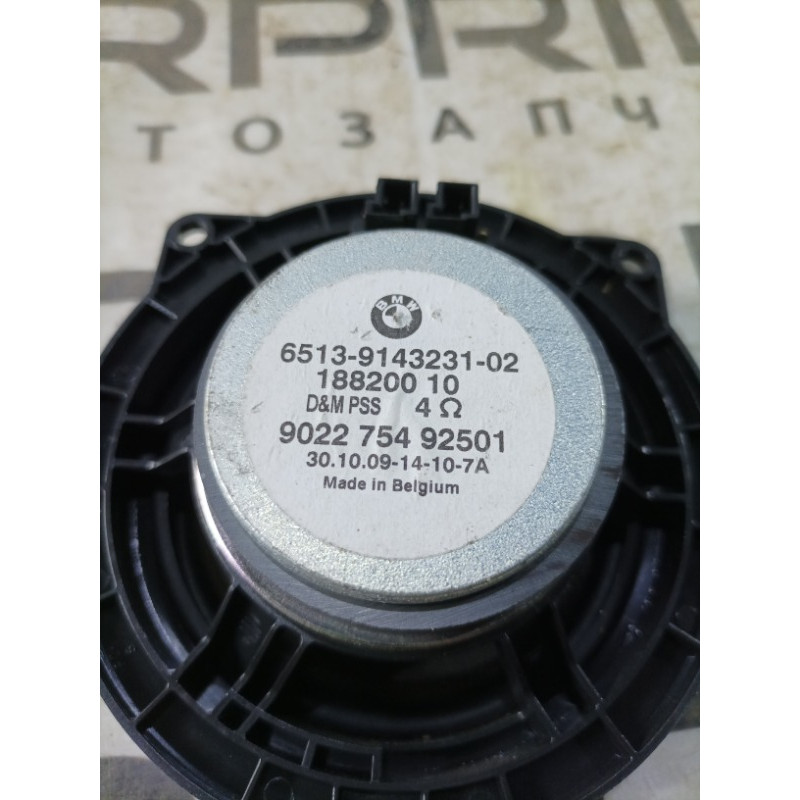 ТОЗАПЧ
BMW
6513-9143231-02
188200 10
D&M PSS 4 Ω
9022 754 92501
30.10.09-14-10-7A
Made in Belgium